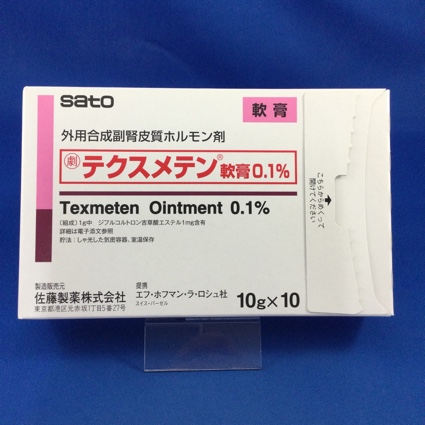 sato
軟膏
外用合成副腎皮質ホルモン剤
劇 テクスメテン® 軟膏0.1%
Texmeten Ointment 0.1%
〈組成〉1g中 ジフルコルトロン吉草酸エステル1mg含有
詳細は電子添文参照
貯法：しゃ光した気密容器、室温保存
製造販売元
佐藤製薬株式会社
東京都港区元赤坂1丁目5番27号
提携
エフ・ホフマン・ラ・ロシュ社
スイス・バーゼル
10g×10
こちらからめくって
開けてください